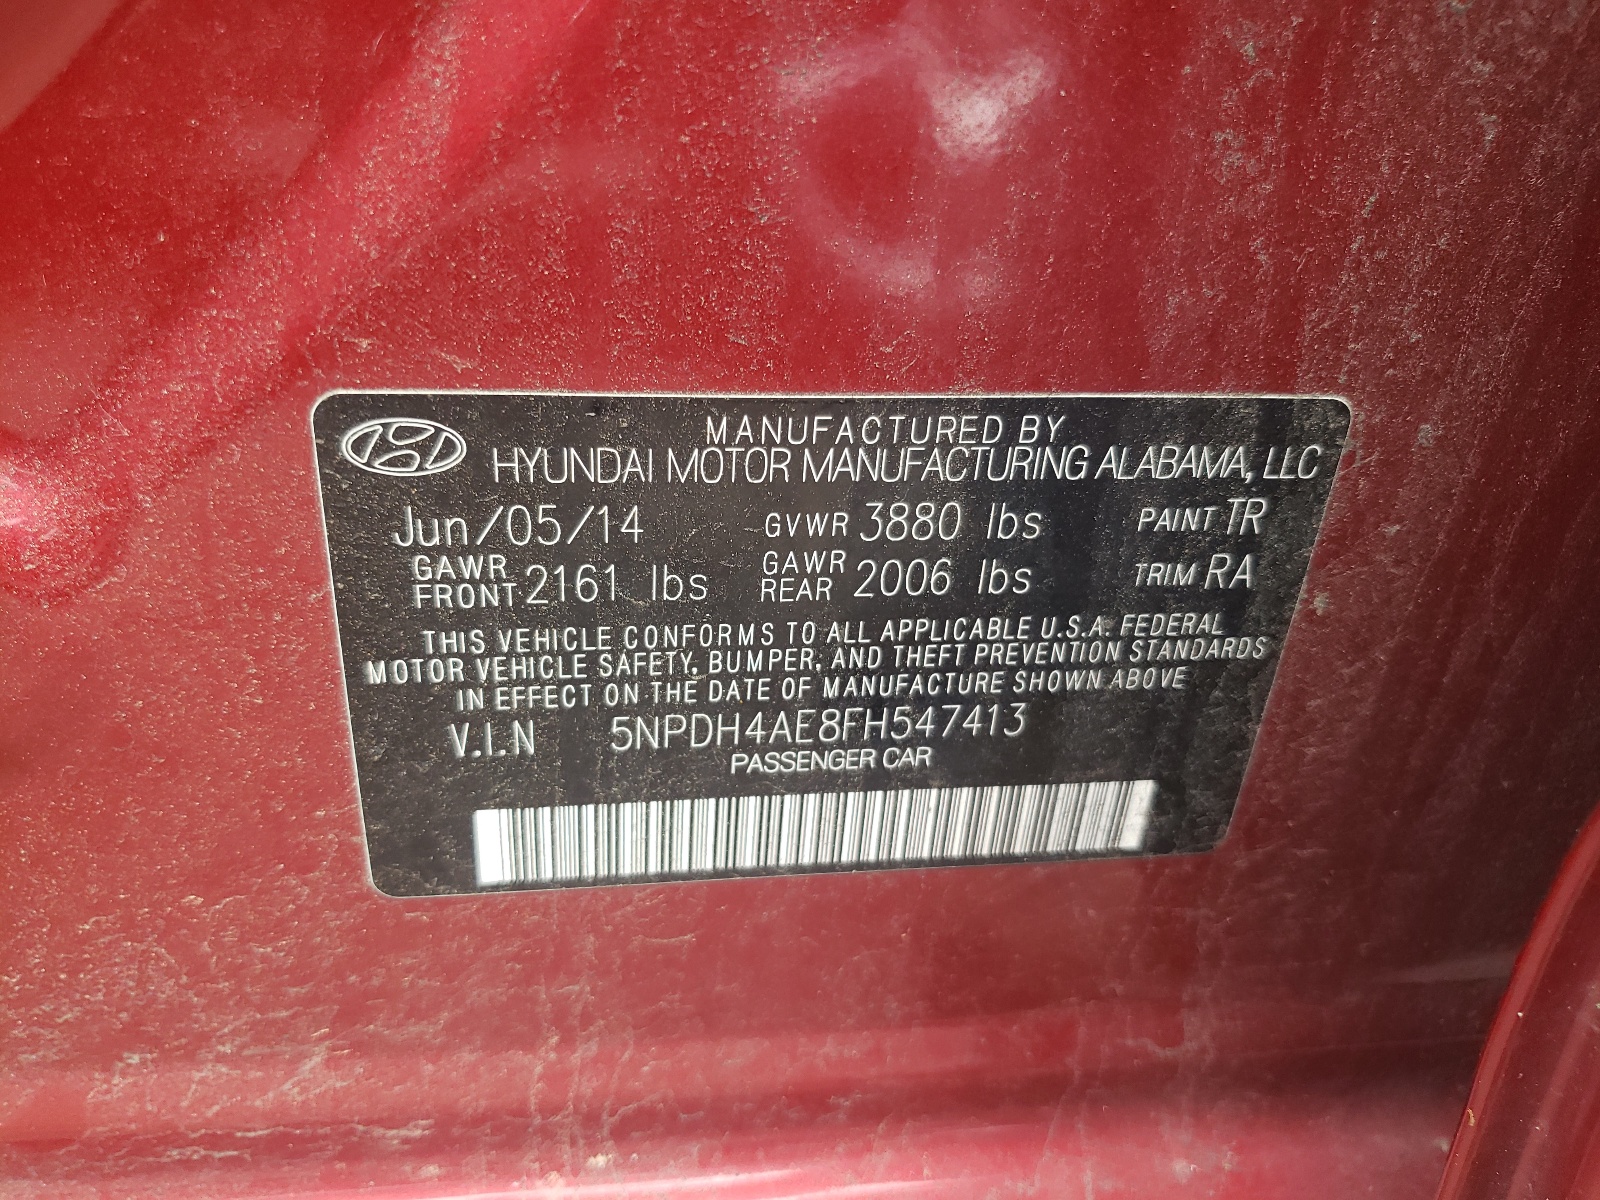 MANUFACTURED BY
HYUNDAI MOTOR MANUFACTURING ALABAMA, LLC
Jun/05/14 GVWR 3880 lbs PAINT TR
GAWR FRONT 2161 lbs GAWR REAR 2006 lbs TRIM RA
THIS VEHICLE CONFORMS TO ALL APPLICABLE U.S.A. FEDERAL
MOTOR VEHICLE SAFETY, BUMPER, AND THEFT PREVENTION STANDARDS
IN EFFECT ON THE DATE OF MANUFACTURE SHOWN ABOVE
V.I.N 5NPDH4AE8FH547413
PASSENGER CAR